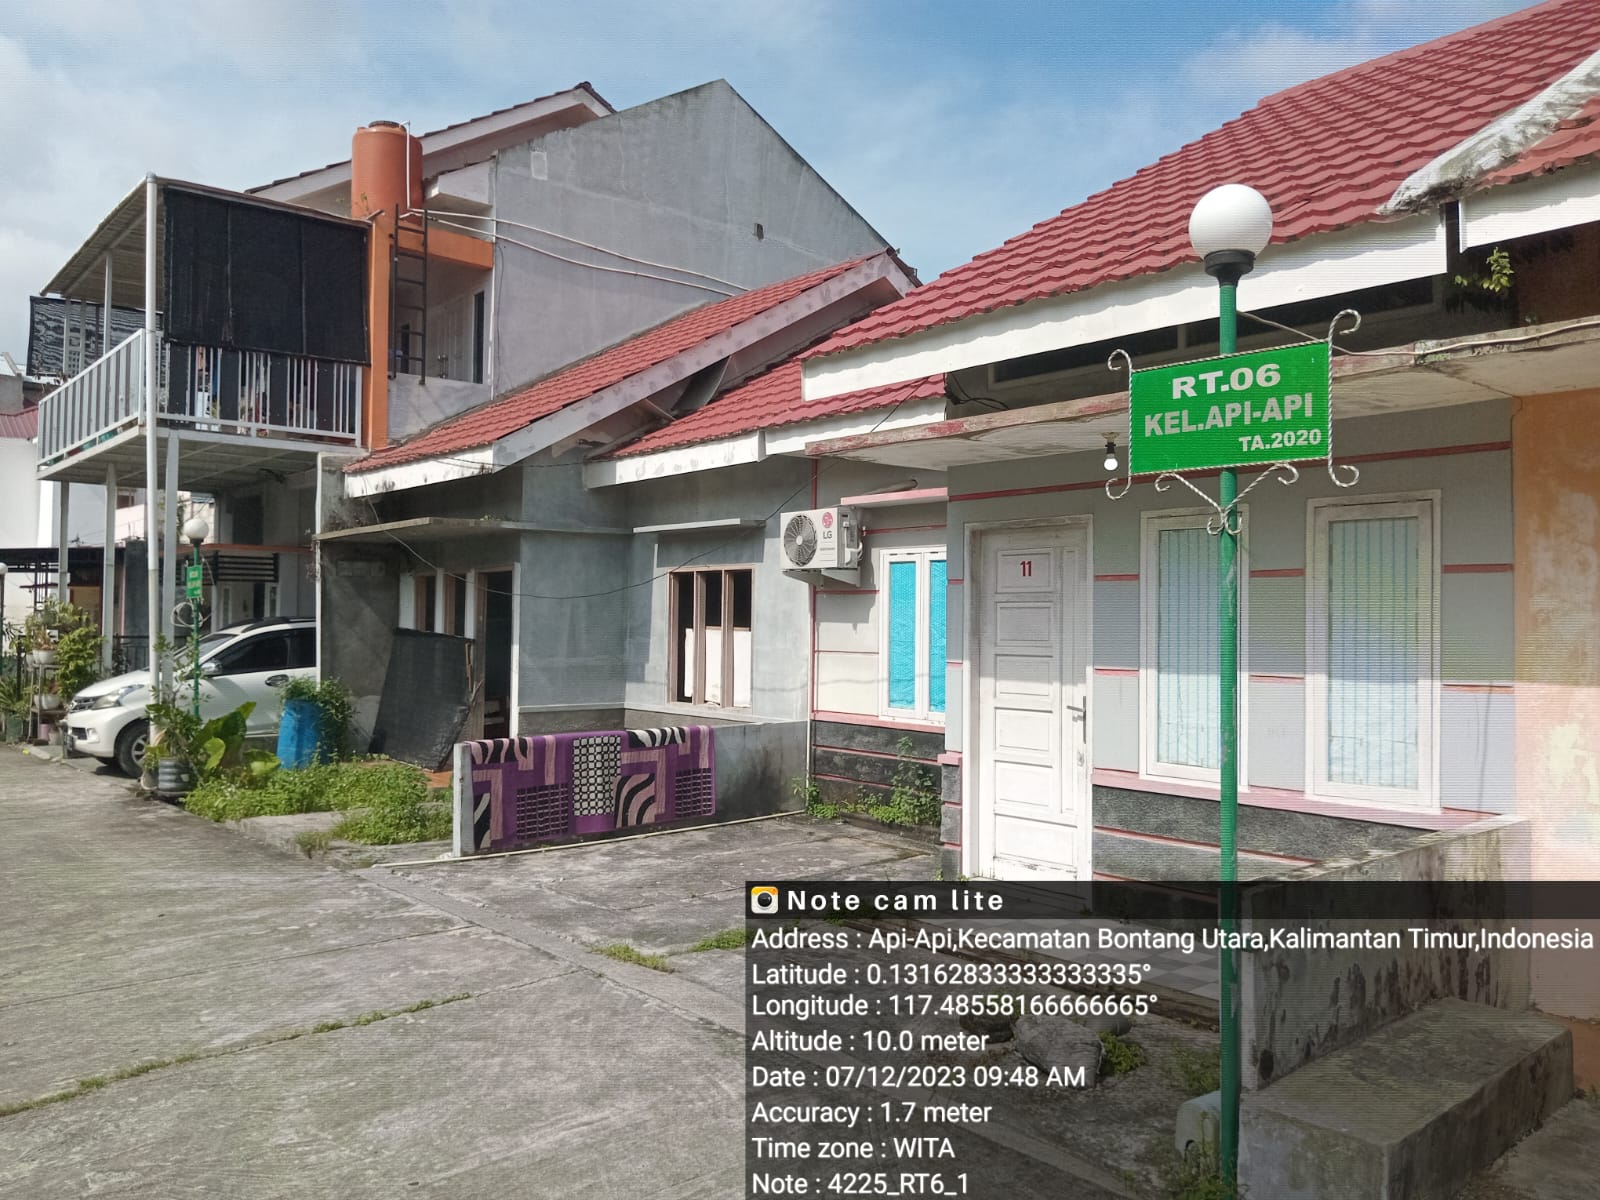 RT.06
KEL.API-API
TA.2020
LG
11
Note cam lite
Address : Api-Api,Kecamatan Bontang Utara,Kalimantan Timur,Indonesia
Latitude : 0.13162833333333335°
Longitude : 117.48558166666665°
Altitude : 10.0 meter
Date : 07/12/2023 09:48 AM
Accuracy : 1.7 meter
Time zone : WITA
Note : 4225_RT6_1